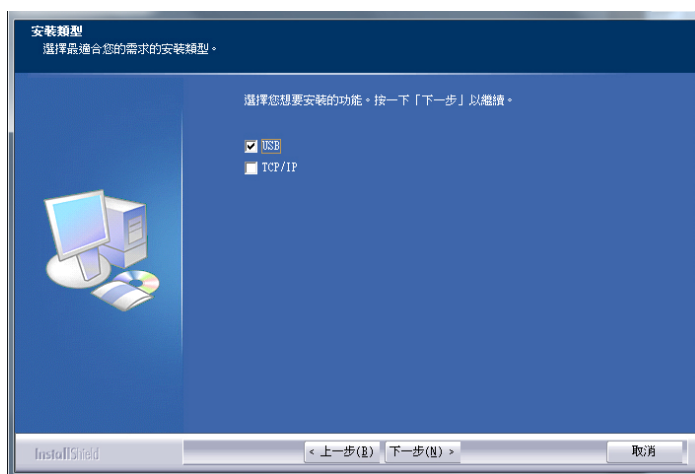 安裝類型
選擇最適合您的需求的安裝類型。
選擇您想要安裝的功能。按一下「下一步」以繼續。
USB
TCP/IP
InstallShield
< 上一步(B) 下一步(N) > 取消